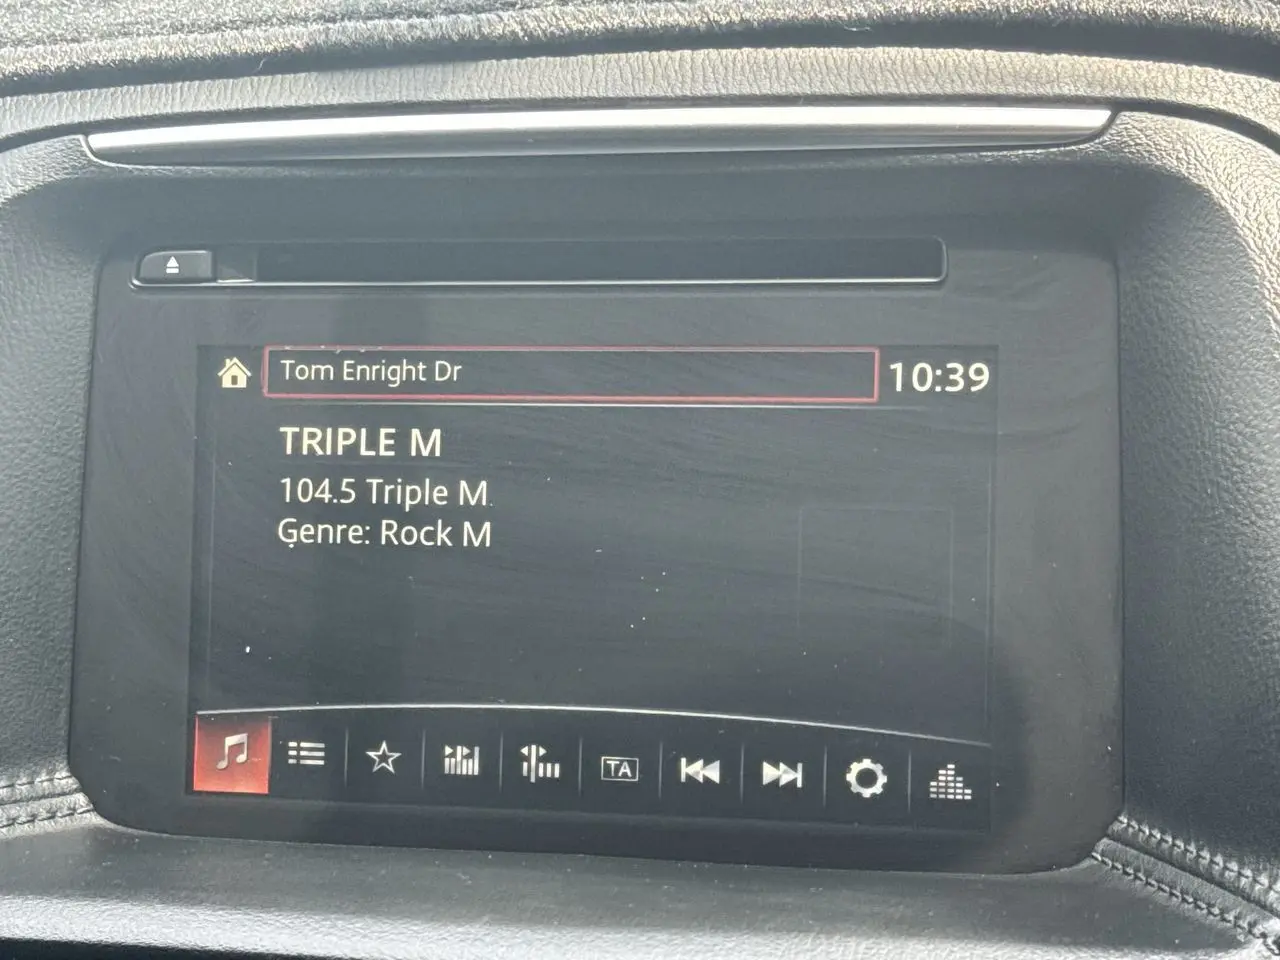 Tom Enright Dr
10:39
TRIPLE M
104.5 Triple M
Genre: Rock M
TA